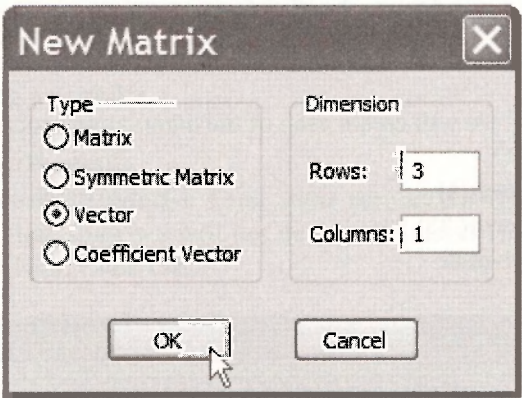 New Matrix
Type
Matrix
Symmetric Matrix
Vector
Coefficient Vector
Dimension
Rows: 3
Columns: 1
OK
Cancel